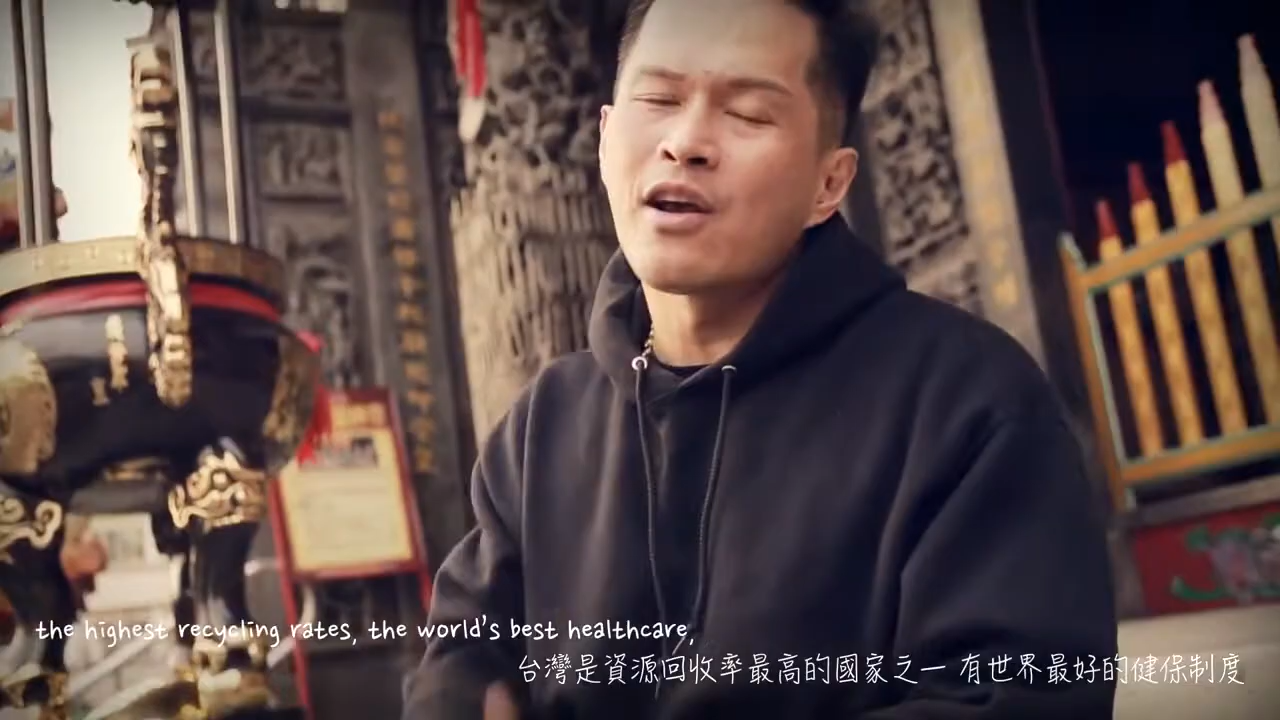 the highest recycling rates, the world's best healthcare,
台灣是資源回收率最高的國家之一 有世界最好的健保制度